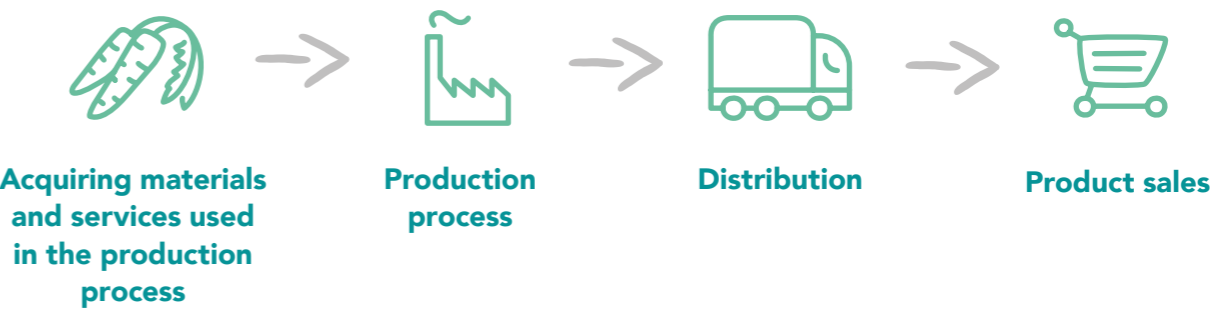 Acquiring materials
and services used
in the production
process
Production
process
Distribution
Product sales